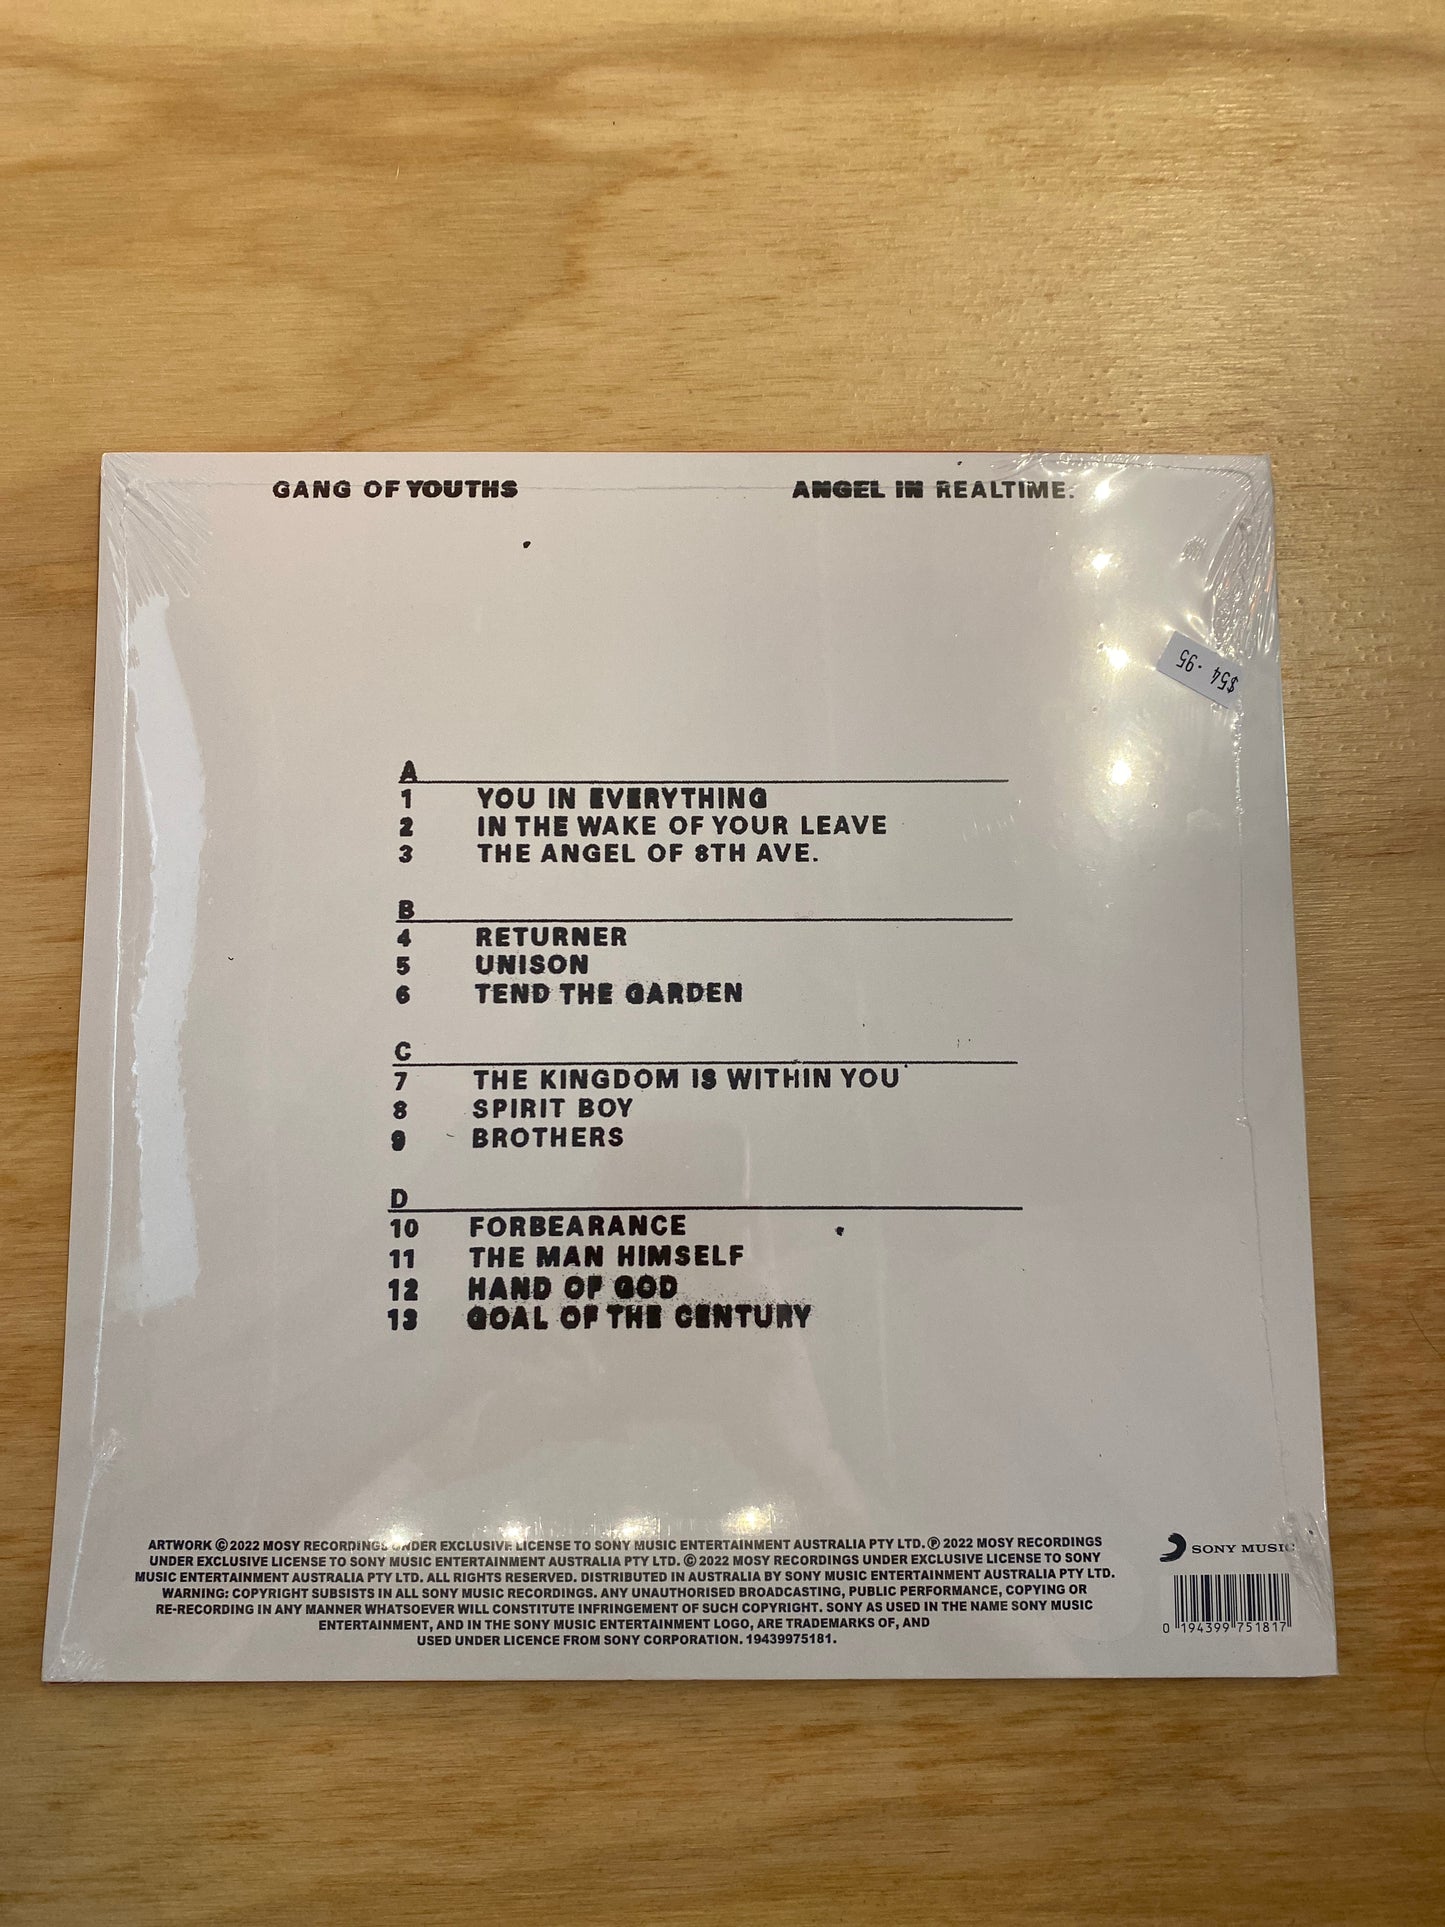 GANG OF YOUTHS
ANGEL IN REALTIME.
$54.95
A
1 YOU IN EVERYTHING
2 IN THE WAKE OF YOUR LEAVE
3 THE ANGEL OF 8TH AVE.
B
4 RETURNER
5 UNISON
6 TEND THE GARDEN
C
7 THE KINGDOM IS WITHIN YOU
8 SPIRIT BOY
9 BROTHERS
D
10 FORBEARANCE
11 THE MAN HIMSELF
12 HAND OF GOD
13 GOAL OF THE CENTURY
ARTWORK ©2022 MOSY RECORDINGS UNDER EXCLUSIVE LICENSE TO SONY MUSIC ENTERTAINMENT AUSTRALIA PTY LTD. ℗ 2022 MOSY RECORDINGS
UNDER EXCLUSIVE LICENSE TO SONY MUSIC ENTERTAINMENT AUSTRALIA PTY LTD. © 2022 MOSY RECORDINGS UNDER EXCLUSIVE LICENSE TO SONY
MUSIC ENTERTAINMENT AUSTRALIA PTY LTD. ALL RIGHTS RESERVED. DISTRIBUTED IN AUSTRALIA BY SONY MUSIC ENTERTAINMENT AUSTRALIA PTY LTD.
WARNING: COPYRIGHT SUBSISTS IN ALL SONY MUSIC RECORDINGS. ANY UNAUTHORISED BROADCASTING, PUBLIC PERFORMANCE, COPYING OR
RE-RECORDING IN ANY MANNER WHATSOEVER WILL CONSTITUTE INFRINGEMENT OF SUCH COPYRIGHT. SONY AS USED IN THE NAME SONY MUSIC
ENTERTAINMENT, AND IN THE SONY MUSIC ENTERTAINMENT LOGO, ARE TRADEMARKS OF, AND
USED UNDER LICENCE FROM SONY CORPORATION. 19439975181.
SONY MUSIC
0 194399 751817